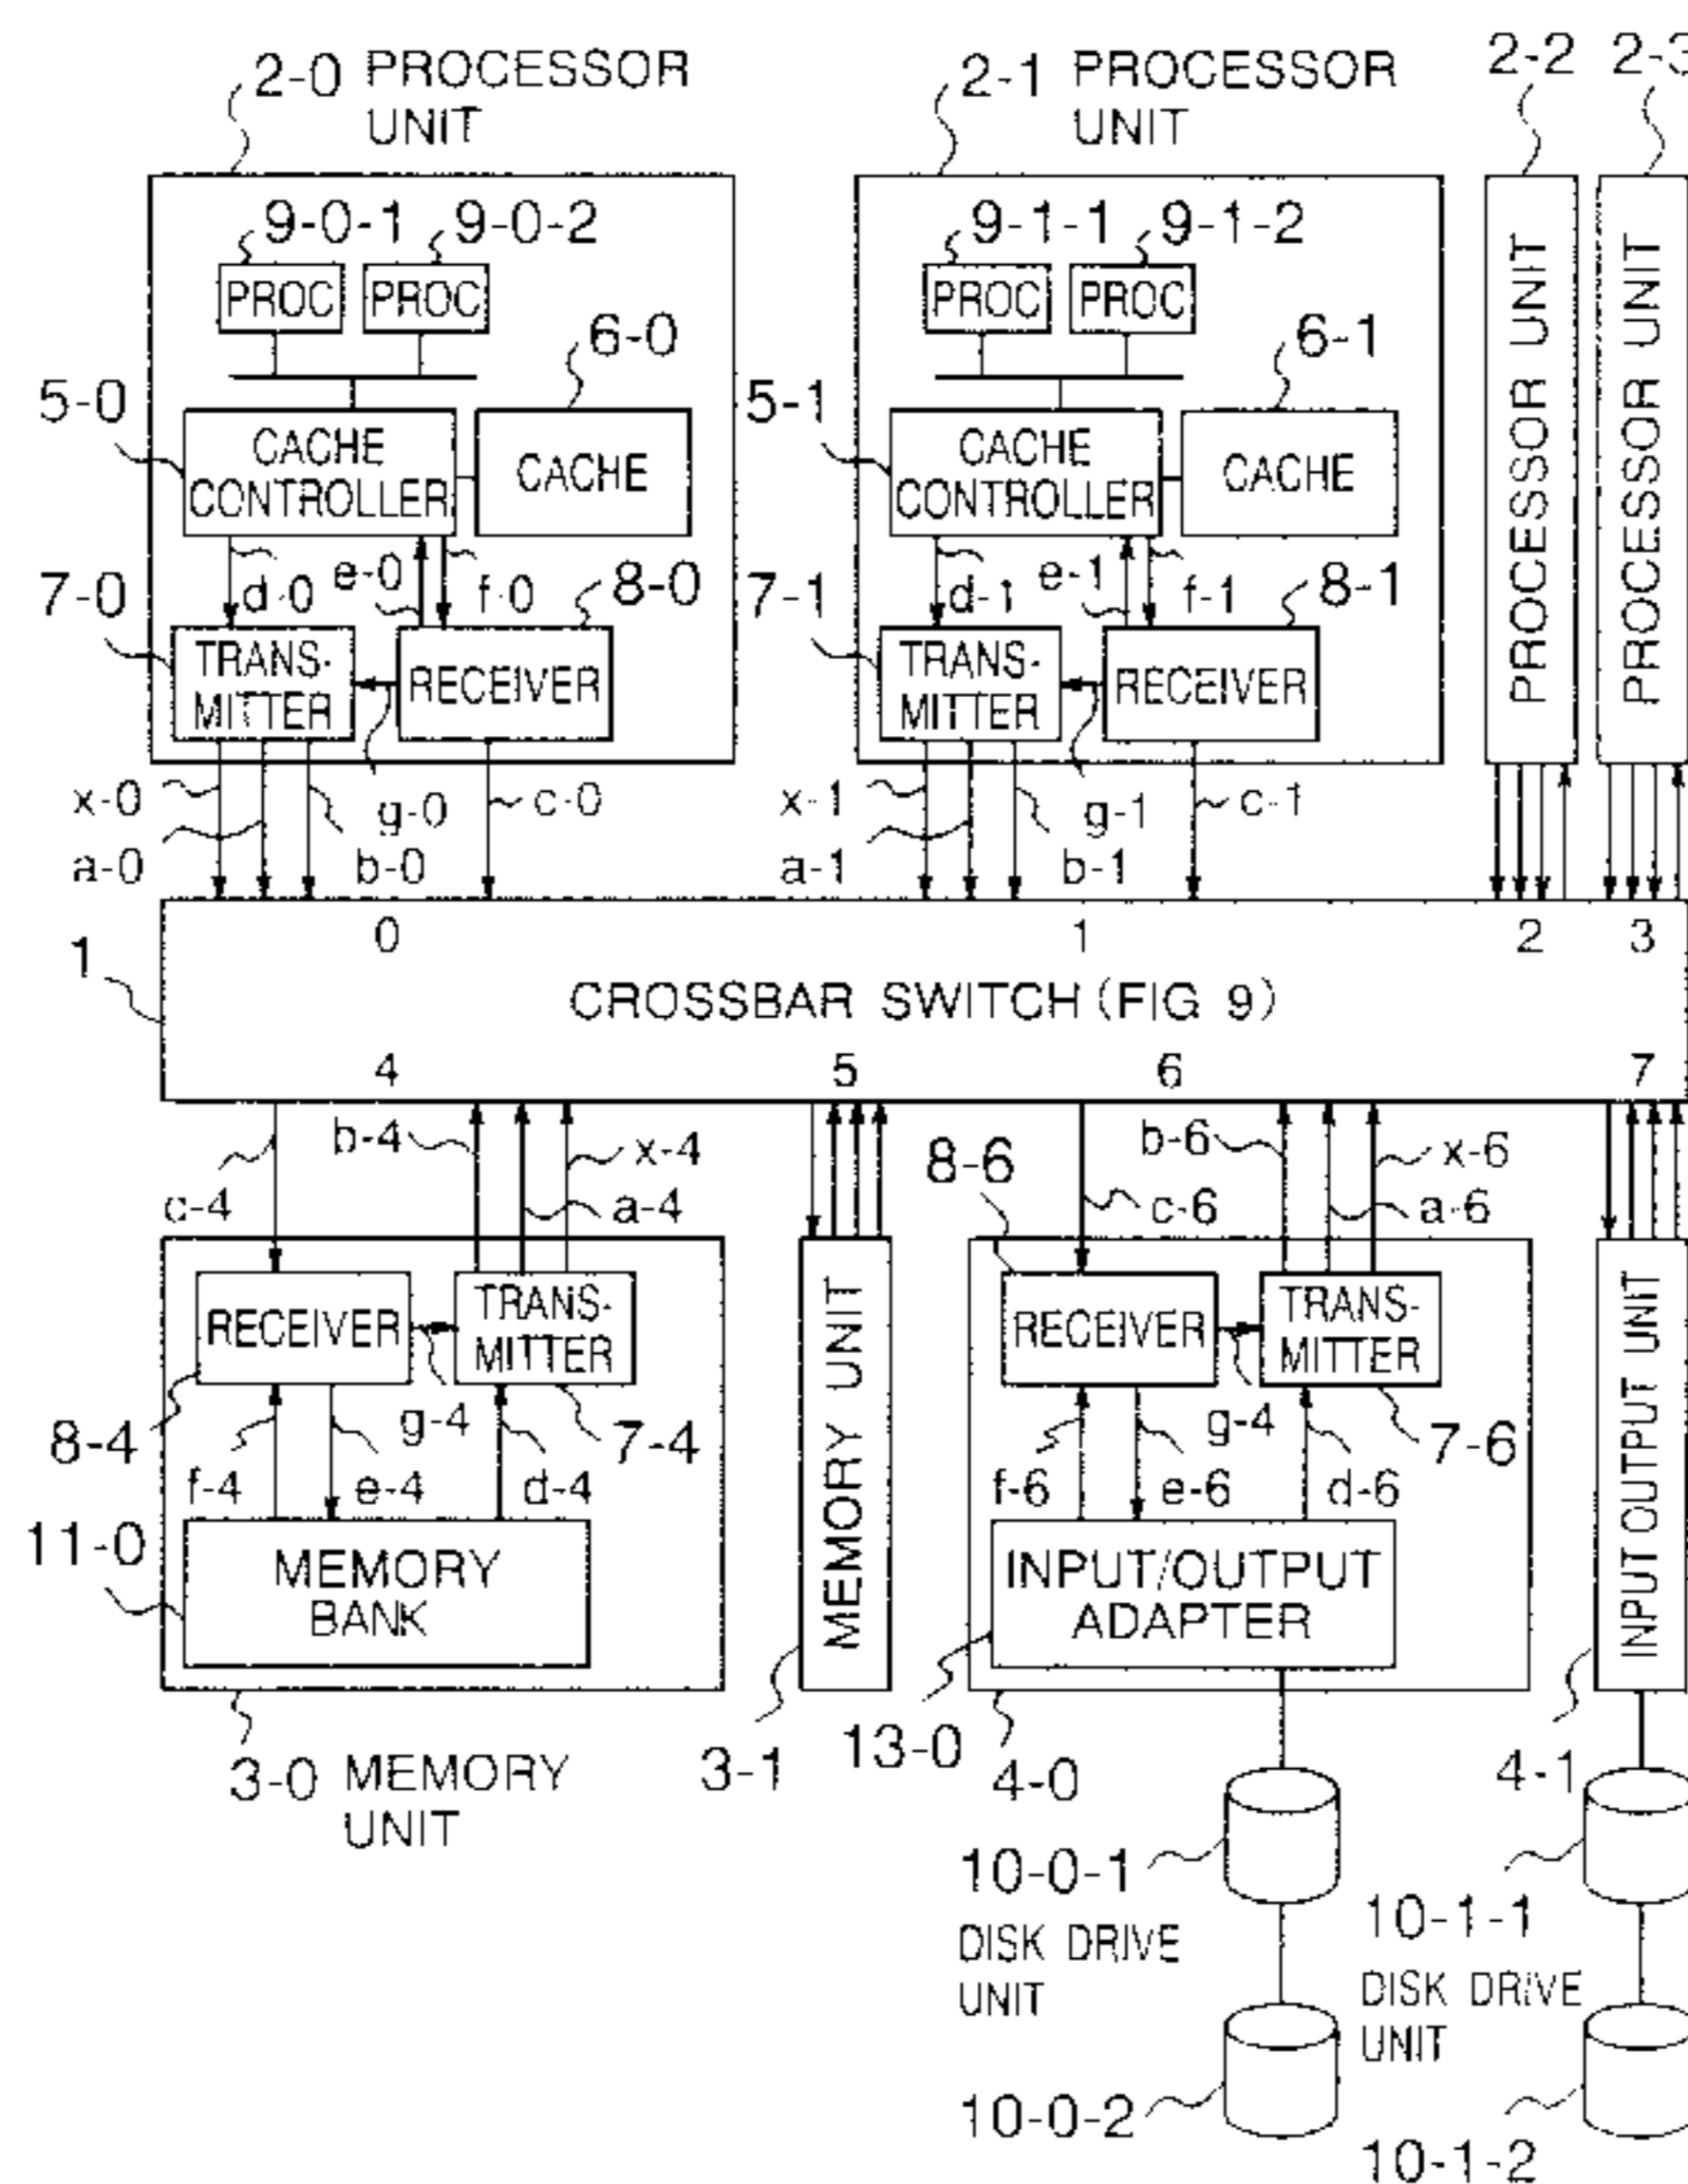 2-0 PROCESSOR
UNIT
2-1 PROCESSOR
UNIT
2-2 2-3
9-0-1 9-0-2
PROC PROC
6-0
5-0
CACHE
CONTROLLER
CACHE
d-0 e-0 f-0 8-0
7-0
TRANS-
MITTER
RECEIVER
x-0 g-0 c-0
a-0 b-0
9-1-1 9-1-2
PROC PROC
6-1
5-1
CACHE
CONTROLLER
CACHE
d-1 e-1 f-1 8-1
7-1
TRANS-
MITTER
RECEIVER
x-1 g-1 c-1
a-1 b-1
PROCESSOR UNIT
PROCESSOR UNIT
1
0 1 2 3
CROSSBAR SWITCH (FIG 9)
4 5 6 7
b-4 x-4
c-4 a-4
RECEIVER
TRANS-
MITTER
8-4 g-4 7-4
f-4 e-4 d-4
11-0
MEMORY
BANK
3-0 MEMORY
UNIT
MEMORY UNIT
3-1
8-6 b-6 x-6
c-6 a-6
RECEIVER
TRANS-
MITTER
g-4 7-6
f-6 e-6 d-6
INPUT/OUTPUT
ADAPTER
13-0 4-0
INPUT OUTPUT UNIT
4-1
10-0-1
DISK DRIVE
UNIT
10-0-2
10-1-1
DISK DRIVE
UNIT
10-1-2